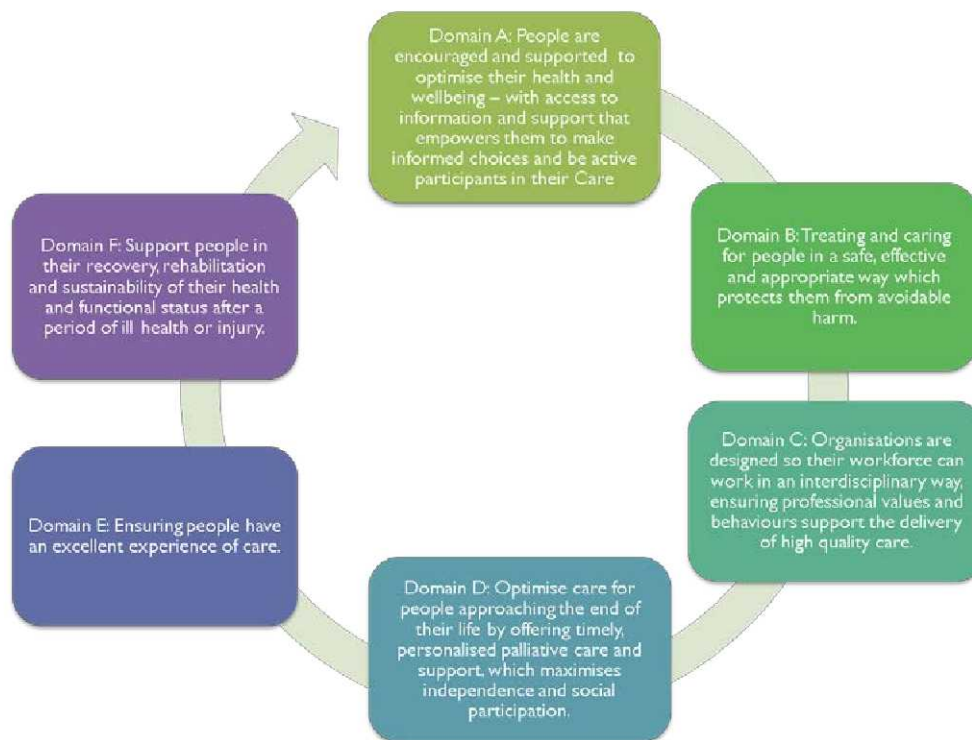 Domain A: People are
encouraged and supported to
optimise their health and
wellbeing – with access to
information and support that
empowers them to make
informed choices and be active
participants in their Care
Domain B: Treating and caring
for people in a safe, effective
and appropriate way which
protects them from avoidable
harm.
Domain C: Organisations are
designed so their workforce can
work in an interdisciplinary way,
ensuring professional values and
behaviours support the delivery
of high quality care.
Domain D: Optimise care for
people approaching the end of
their life by offering timely,
personalised palliative care and
support, which maximises
independence and social
participation.
Domain E: Ensuring people have
an excellent experience of care.
Domain F: Support people in
their recovery, rehabilitation
and sustainability of their health
and functional status after a
period of ill health or injury.